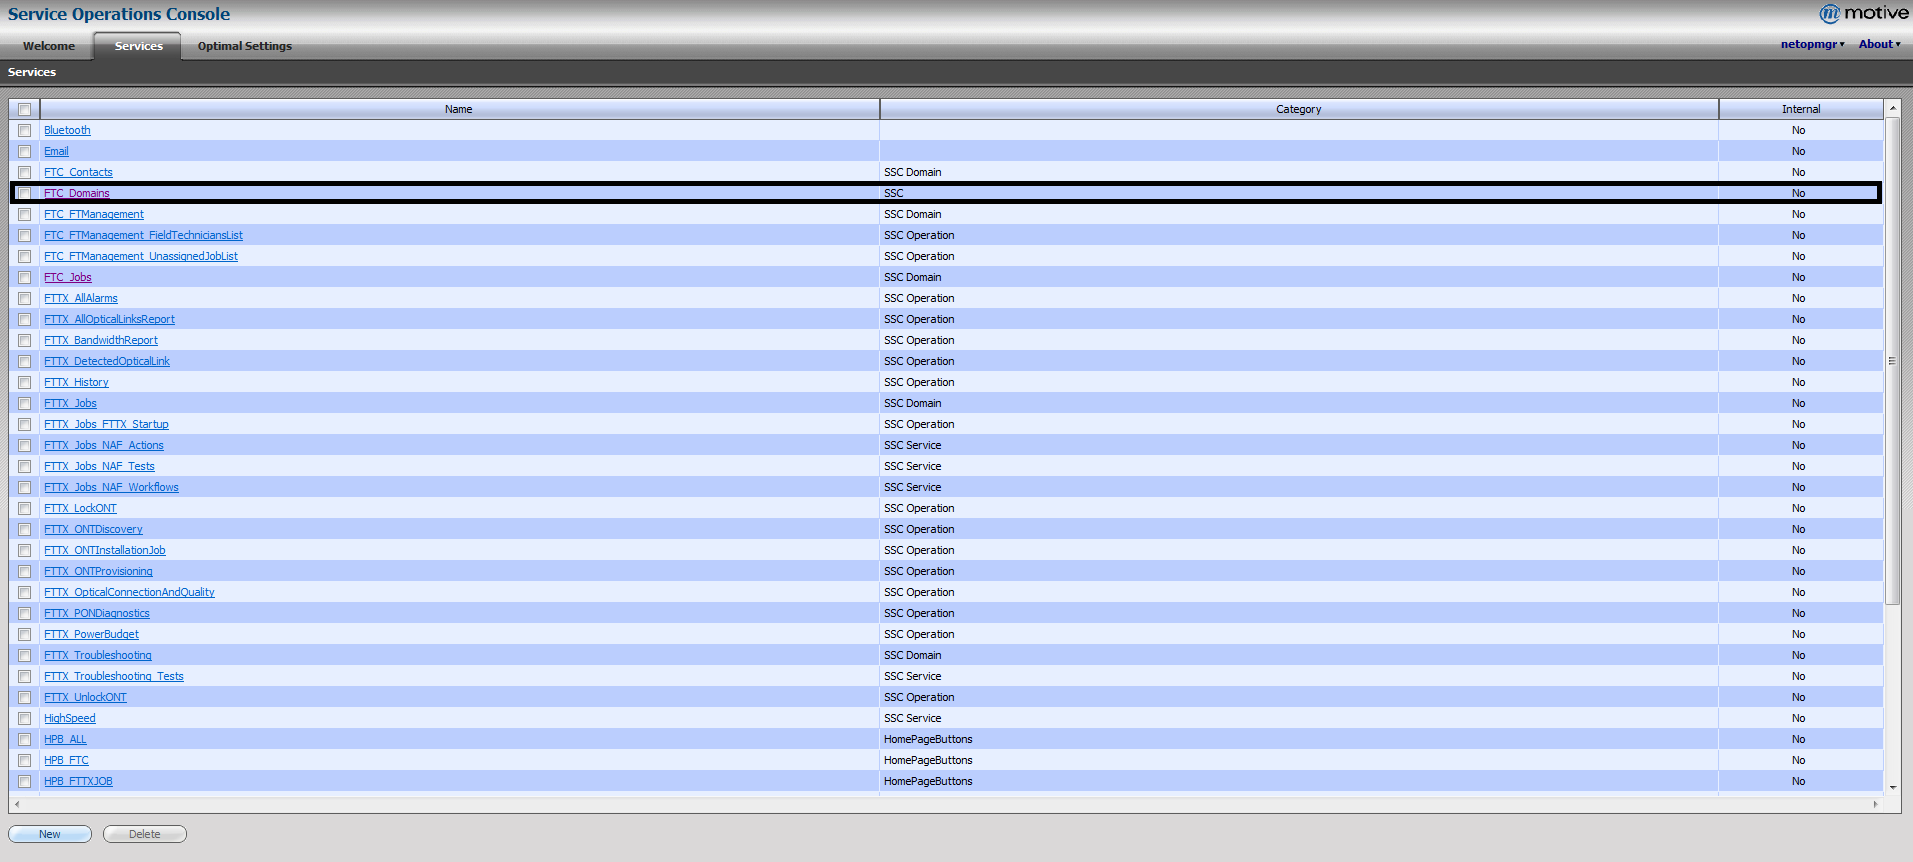 Service Operations Console
motive
Welcome Services Optimal Settings
netopmgr About
Services
Name Category Internal
Bluetooth No
Email No
FTC_Contacts SSC Domain No
FTC_Domains SSC No
FTC_FTManagement SSC Domain No
FTC_FTManagement_FieldTechniciansList SSC Operation No
FTC_FTManagement_UnassignedJobList SSC Operation No
FTC_Jobs SSC Domain No
FTTX_AllAlarms SSC Operation No
FTTX_AllOpticalLinksReport SSC Operation No
FTTX_BandwidthReport SSC Operation No
FTTX_DetectedOpticalLink SSC Operation No
FTTX_History SSC Operation No
FTTX_Jobs SSC Domain No
FTTX_Jobs_FTTX_Startup SSC Operation No
FTTX_Jobs_NAF_Actions SSC Service No
FTTX_Jobs_NAF_Tests SSC Service No
FTTX_Jobs_NAF_Workflows SSC Service No
FTTX_LockONT SSC Operation No
FTTX_ONTDiscovery SSC Operation No
FTTX_ONTInstallationJob SSC Operation No
FTTX_ONTProvisioning SSC Operation No
FTTX_OpticalConnectionAndQuality SSC Operation No
FTTX_PONDiagnostics SSC Operation No
FTTX_PowerBudget SSC Operation No
FTTX_Troubleshooting SSC Domain No
FTTX_Troubleshooting_Tests SSC Service No
FTTX_UnlockONT SSC Operation No
HighSpeed SSC Service No
HPB_ALL HomePageButtons No
HPB_FTC HomePageButtons No
HPB_FTTXJOB HomePageButtons No
New Delete